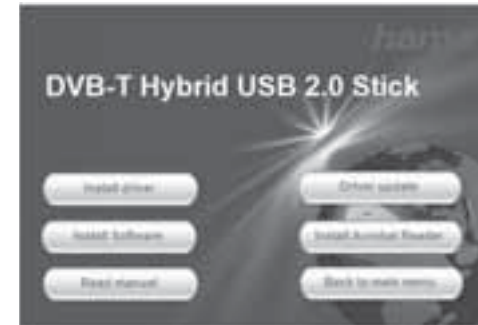 hama
DVB-T Hybrid USB 2.0 Stick
Install driver
Driver update
Install Software
Install Acrobat Reader
Read manual
Back to main menu